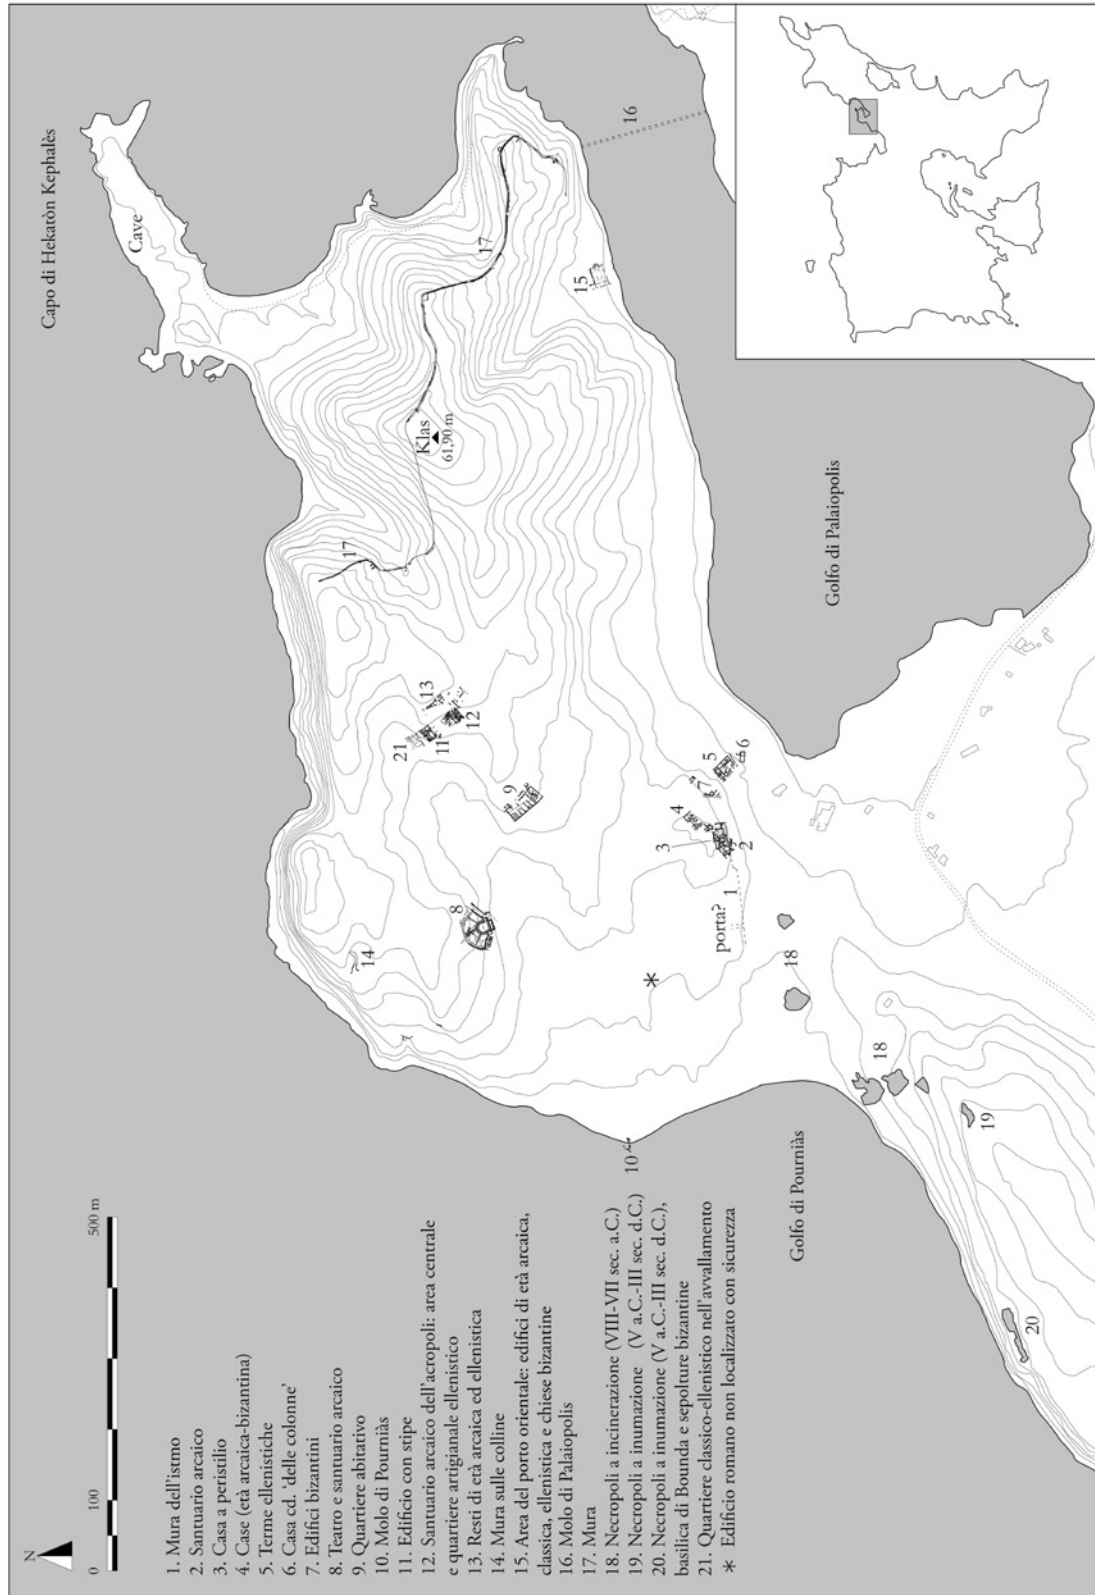 Capo di Hekatòn Kephalès
Cave
16
17
15
Klas
61,90 m
17
Golfo di Palaiopolis
21
13
11
12
9
5
6
4
7
3
2
8
14
porta?
1
18
18
19
10
Golfo di Pourniàs
20
N
0
100
500 m
1. Mura dell'istmo
2. Santuario arcaico
3. Casa a peristilio
4. Case (età arcaica-bizantina)
5. Terme ellenistiche
6. Casa cd. 'delle colonne'
7. Edifici bizantini
8. Teatro e santuario arcaico
9. Quartiere abitativo
10. Molo di Pourniàs
11. Edificio con stipe
12. Santuario arcaico dell'acropoli: area centrale
e quartiere artigianale ellenistico
13. Resti di età arcaica ed ellenistica
14. Mura sulle colline
15. Area del porto orientale: edifici di età arcaica,
classica, ellenistica e chiese bizantine
16. Molo di Palaiopolis
17. Mura
18. Necropoli a incinerazione (VIII-VII sec. a.C.)
19. Necropoli a inumazione (V a.C.-III sec. d.C.)
20. Necropoli a inumazione (V a.C.-III sec. d.C.),
basilica di Bounda e sepolture bizantine
21. Quartiere classico-ellenistico nell'avvallamento
* Edificio romano non localizzato con sicurezza